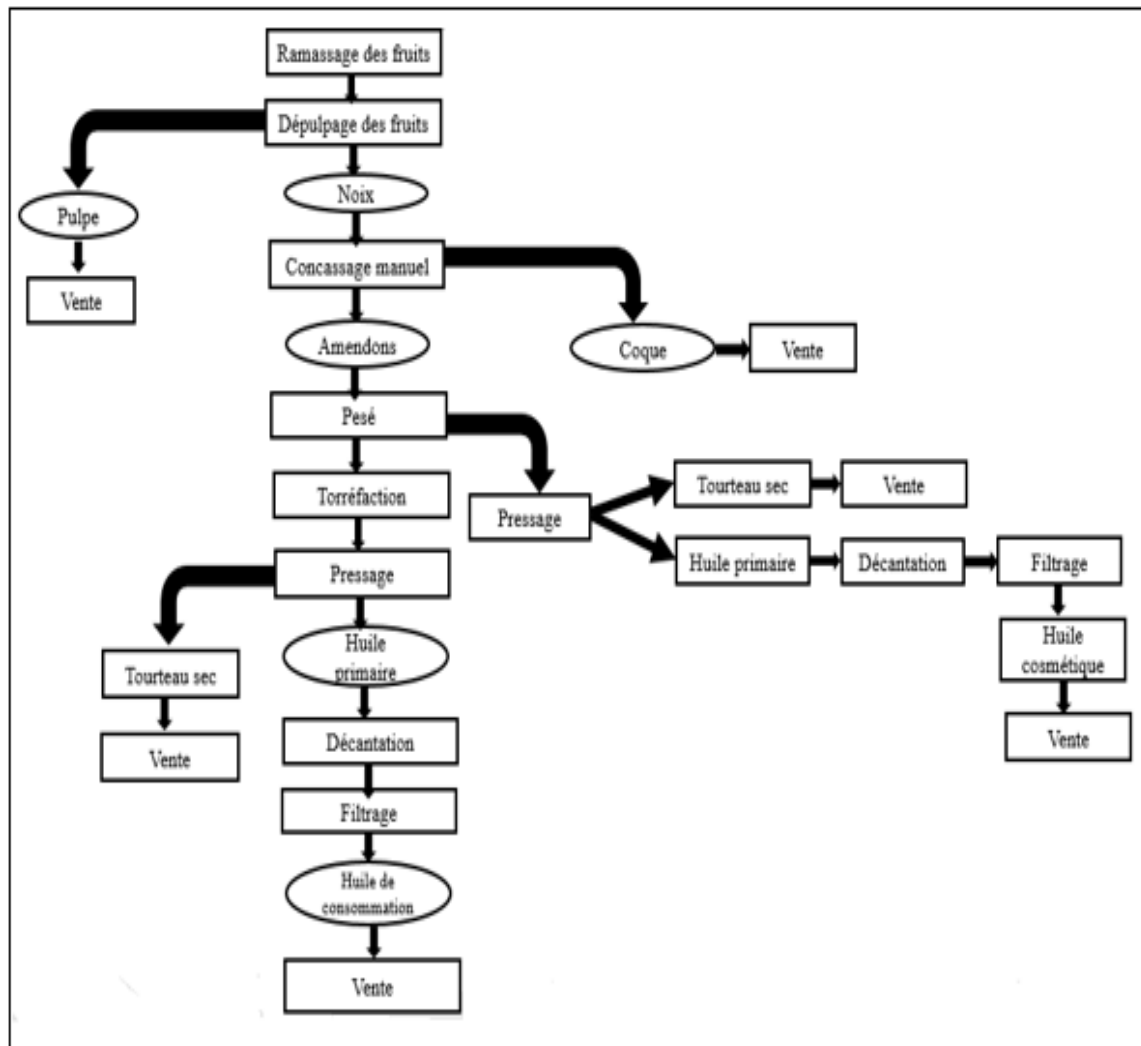 Ramassage des fruits
Dépulpage des fruits
Noix
Pulpe
Concassage manuel
Vente
Amendons
Coque
Vente
Pesé
Torréfaction
Tourteau sec
Vente
Pressage
Pressage
Huile primaire
Décantation
Filtrage
Huile
primaire
Huile
cosmétique
Tourteau sec
Vente
Décantation
Vente
Filtrage
Huile de
consommation
Vente